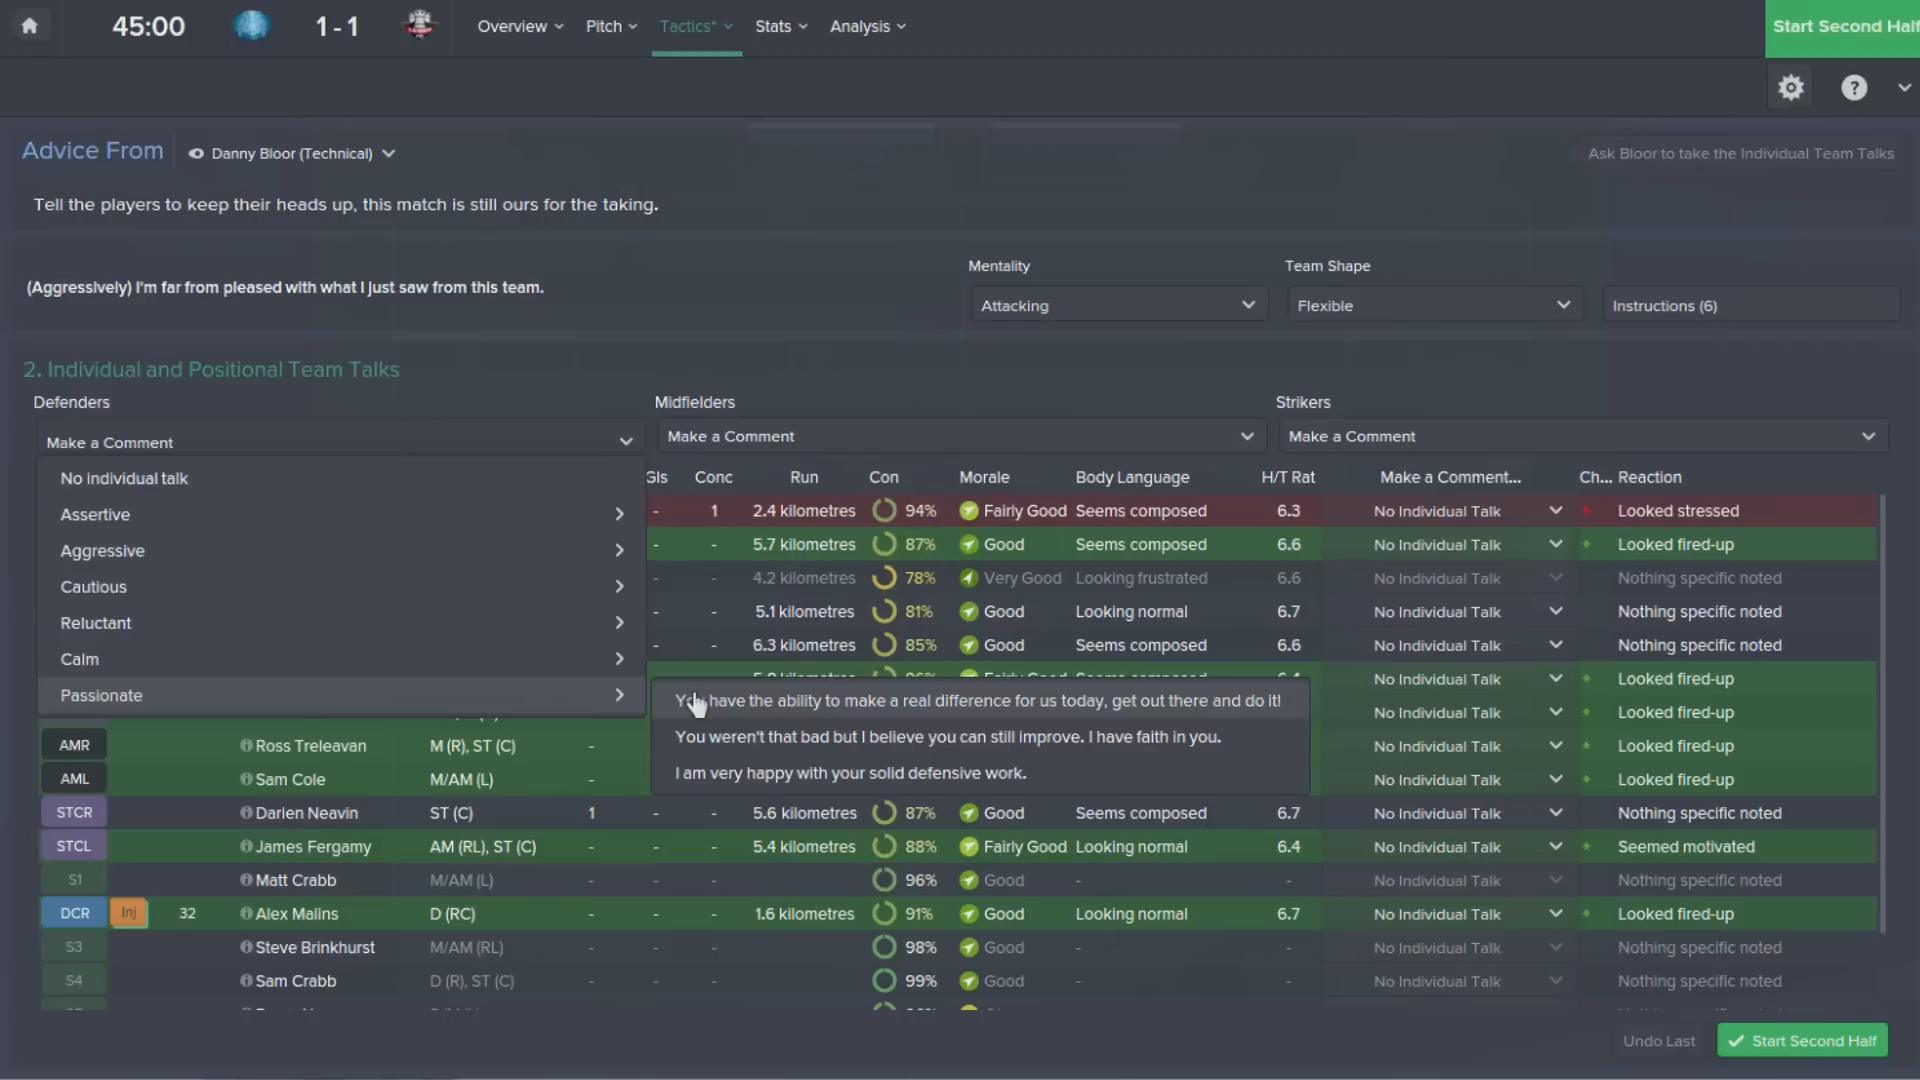 45:00 1 - 1 Overview Pitch Tactics* Stats Analysis Start Second Half
?
Advice From Danny Bloor (Technical) Ask Bloor to take the Individual Team Talks
Tell the players to keep their heads up, this match is still ours for the taking.
Mentality Team Shape
(Aggressively) I'm far from pleased with what I just saw from this team.
Attacking Flexible Instructions (6)
2. Individual and Positional Team Talks
Defenders Midfielders Strikers
Make a Comment Make a Comment Make a Comment
No individual talk
Assertive
Aggressive
Cautious
Reluctant
Calm
Passionate
You have the ability to make a real difference for us today, get out there and do it!
You weren't that bad but I believe you can still improve. I have faith in you.
I am very happy with your solid defensive work.
Gls Conc Run Con Morale Body Language H/T Rat Make a Comment... Ch... Reaction
- 1 2.4 kilometres 94% Fairly Good Seems composed 6.3 No Individual Talk Looked stressed
- - 5.7 kilometres 87% Good Seems composed 6.6 No Individual Talk Looked fired-up
- - 4.2 kilometres 78% Very Good Looking frustrated 6.6 No Individual Talk Nothing specific noted
- - 5.1 kilometres 81% Good Looking normal 6.7 No Individual Talk Nothing specific noted
- - 6.3 kilometres 85% Good Seems composed 6.6 No Individual Talk Nothing specific noted
No Individual Talk Looked fired-up
No Individual Talk Looked fired-up
AMR Ross Treleavan M (R), ST (C) - No Individual Talk Looked fired-up
AML Sam Cole M/AM (L) - No Individual Talk Looked fired-up
STCR Darien Neavin ST (C) 1 - - 5.6 kilometres 87% Good Seems composed 6.7 No Individual Talk Nothing specific noted
STCL James Fergamy AM (RL), ST (C) - - - 5.4 kilometres 88% Fairly Good Looking normal 6.4 No Individual Talk Seemed motivated
S1 Matt Crabb M/AM (L) - - - 96% Good - - No Individual Talk Nothing specific noted
DCR Inj 32 Alex Malins D (RC) - - - 1.6 kilometres 91% Good Looking normal 6.7 No Individual Talk Looked fired-up
S3 Steve Brinkhurst M/AM (RL) - - - 98% Good - - No Individual Talk Nothing specific noted
S4 Sam Crabb D (R), ST (C) - - - 99% Good - - No Individual Talk Nothing specific noted
Undo Last Start Second Half